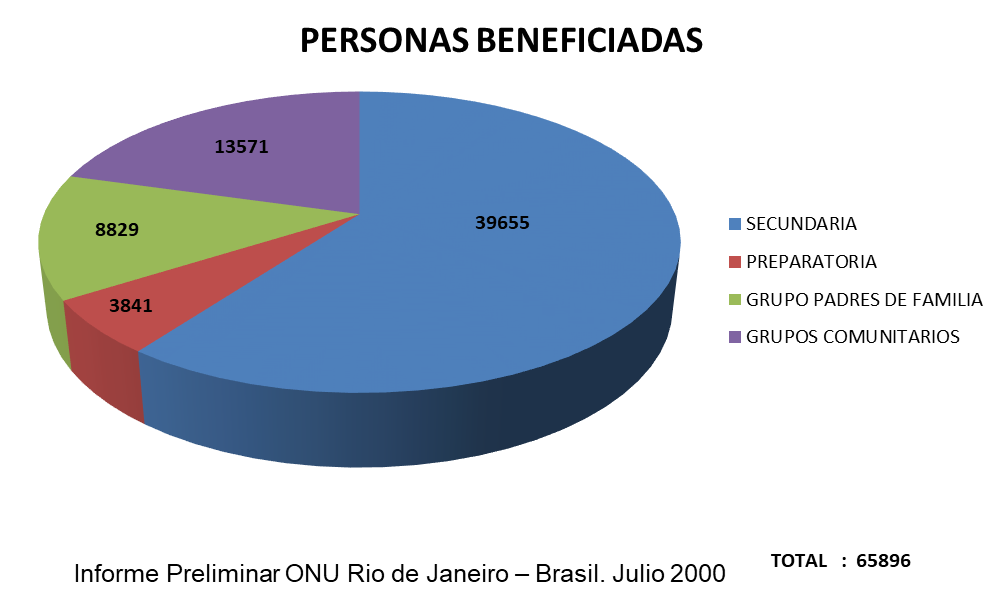 PERSONAS BENEFICIADAS
13571
39655
8829
3841
SECUNDARIA
PREPARATORIA
GRUPO PADRES DE FAMILIA
GRUPOS COMUNITARIOS
TOTAL : 65896
Informe Preliminar ONU Rio de Janeiro – Brasil. Julio 2000